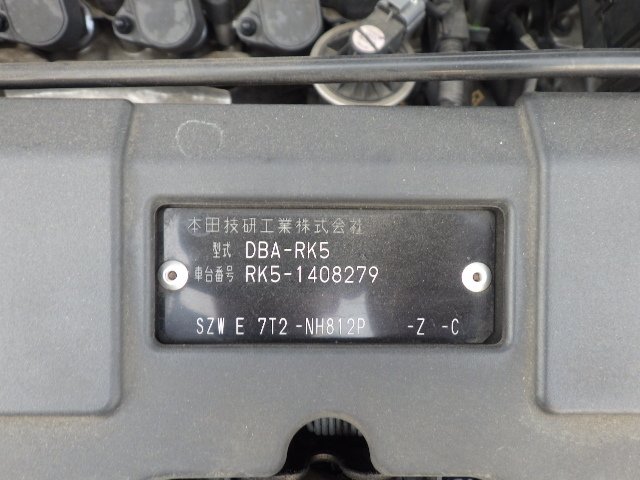 本田技研工業株式会社
型式 DBA-RK5
車台番号 RK5-1408279
SZW E 7T2 -NH812P -Z -C